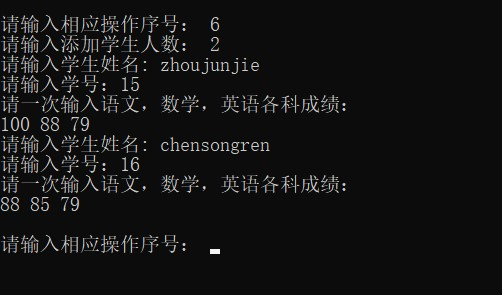 请输入相应操作序号： 6
请输入添加学生人数： 2
请输入学生姓名: zhoujunjie
请输入学号：15
请一次输入语文，数学，英语各科成绩：
100 88 79
请输入学生姓名: chensongren
请输入学号：16
请一次输入语文，数学，英语各科成绩：
88 85 79
请输入相应操作序号：